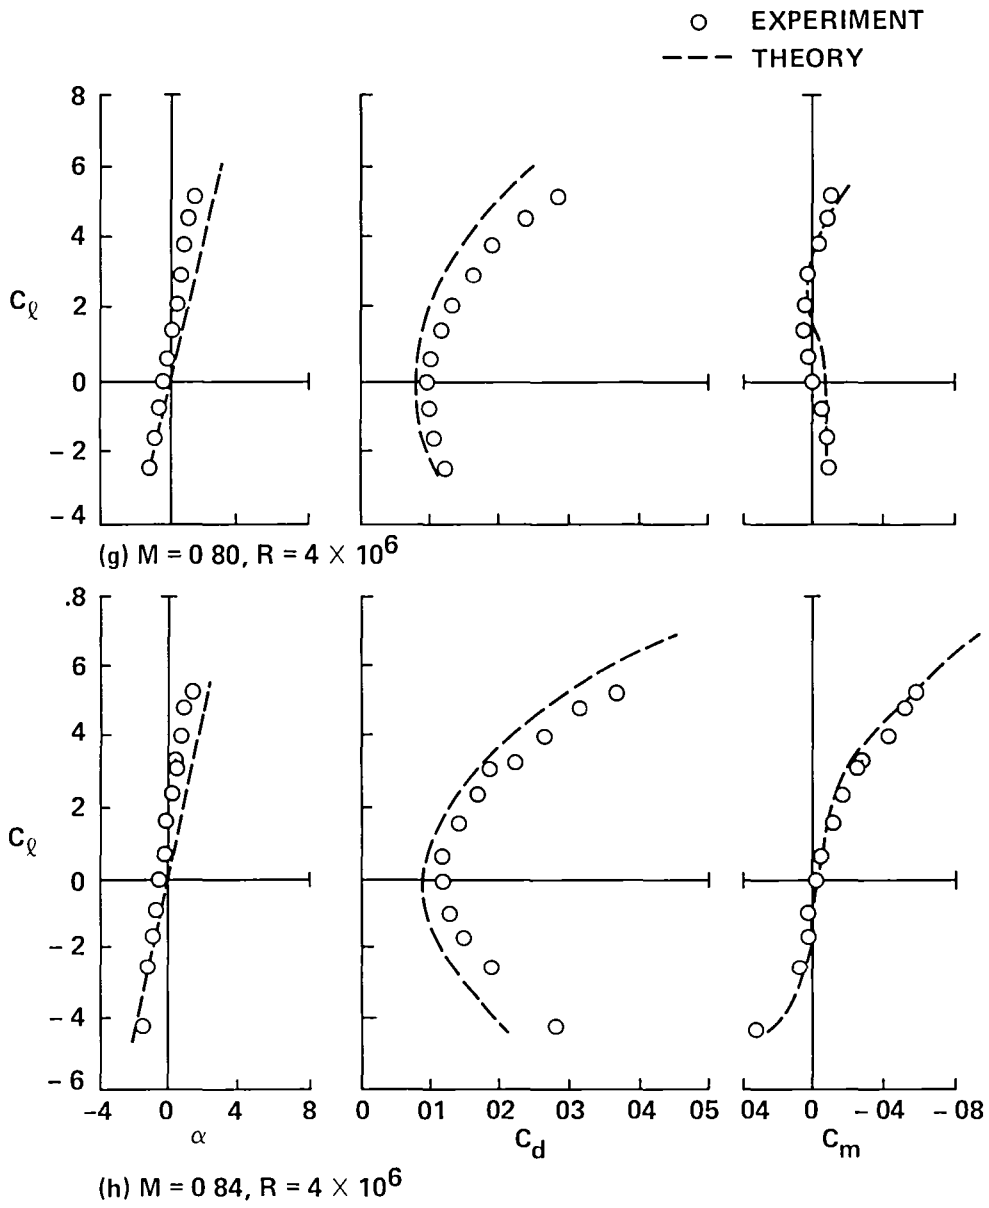 ○ EXPERIMENT
--- THEORY
8
6
4
C_ℓ 2
0
-2
-4
(g) M = 0 80, R = 4 × 10^6
.8
6
4
C_ℓ 2
0
-2
-4
-6
-4 0 4 8 0 01 02 03 04 05 04 0 -04 -08
α C_d C_m
(h) M = 0 84, R = 4 × 10^6